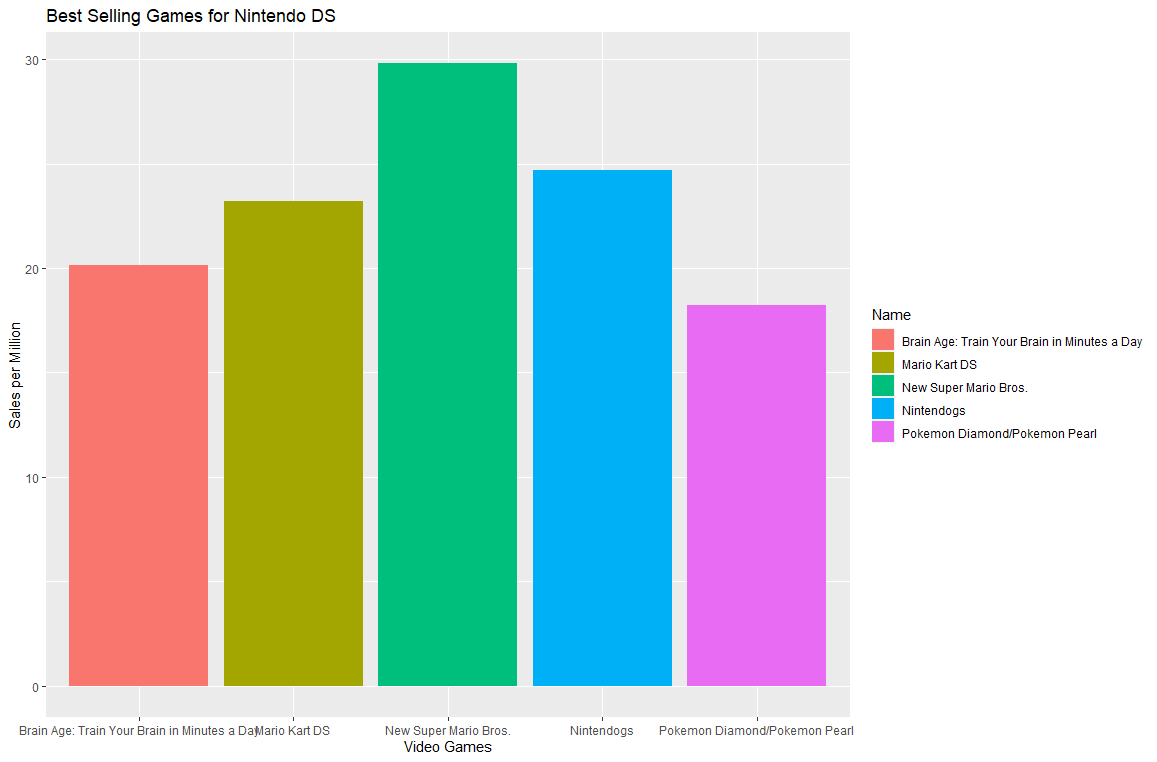 Best Selling Games for Nintendo DS
Sales per Million
30
20
10
0
Brain Age: Train Your Brain in Minutes a Day
Mario Kart DS
New Super Mario Bros.
Nintendogs
Pokemon Diamond/Pokemon Pearl
Video Games
Name
Brain Age: Train Your Brain in Minutes a Day
Mario Kart DS
New Super Mario Bros.
Nintendogs
Pokemon Diamond/Pokemon Pearl